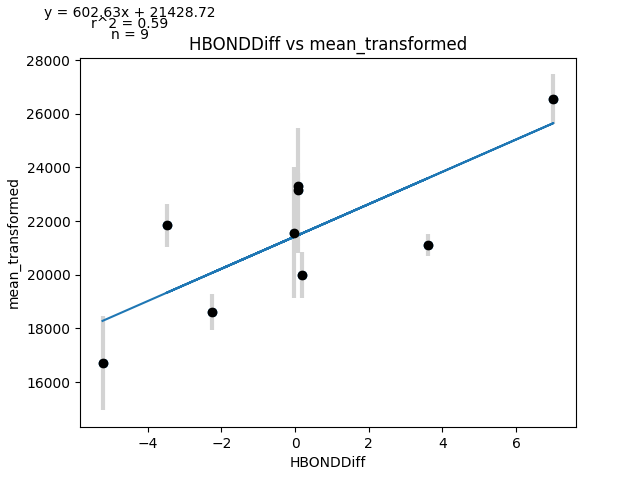 y = 602.63x + 21428.72
r^2 = 0.59
n = 9
HBONDDiff vs mean_transformed
28000
26000
24000
22000
20000
18000
16000
mean_transformed
−4 −2 0 2 4 6
HBONDDiff